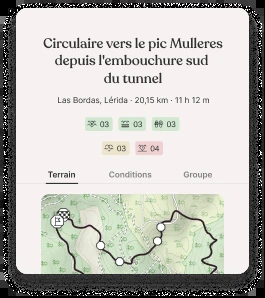 Circulaire vers le pic Mulleres
depuis l'embouchure sud
du tunnel
Las Bordas, Lérida · 20,15 km · 11 h 12 m
03 03 03
03 04
Terrain Conditions Groupe